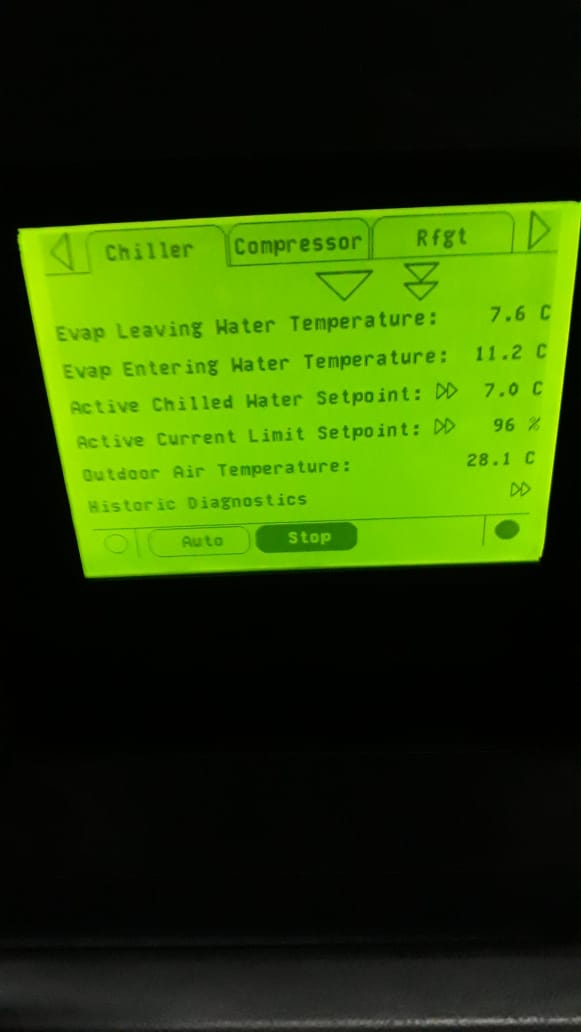 Chiller Compressor Rfgt
Evap Leaving Water Temperature: 7.6 C
Evap Entering Water Temperature: 11.2 C
Active Chilled Water Setpoint: 7.0 C
Active Current Limit Setpoint: 96 %
Outdoor Air Temperature: 28.1 C
Historic Diagnostics
Auto Stop